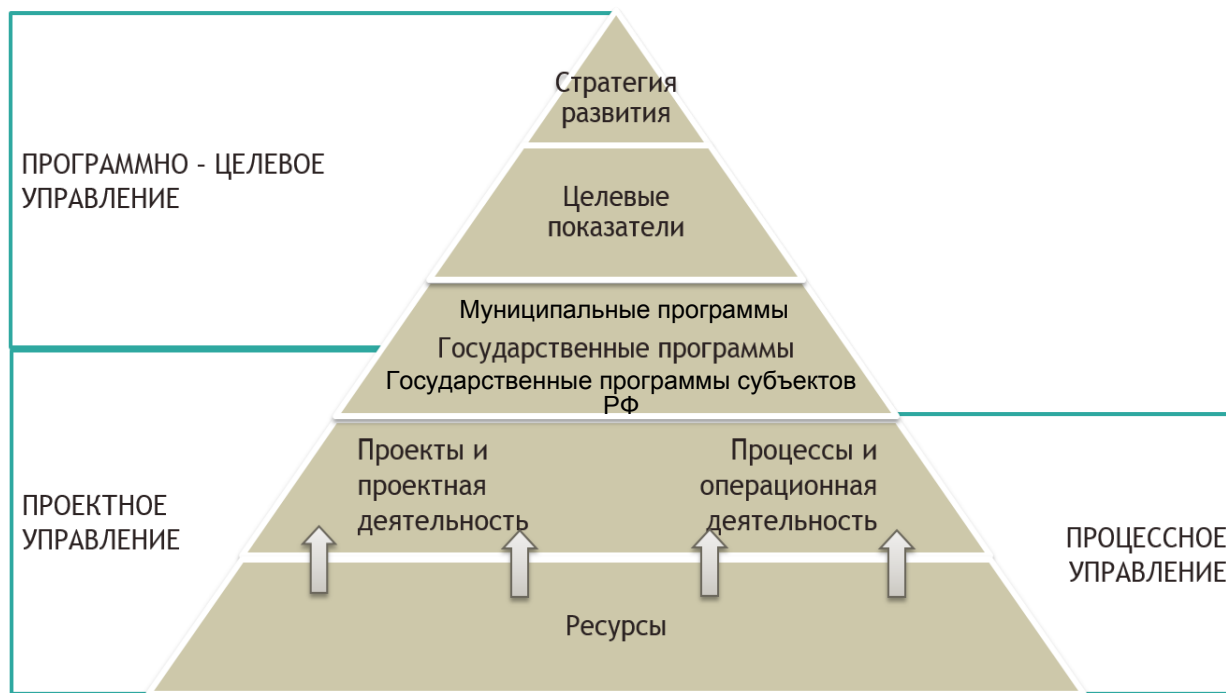 Стратегия
развития
ПРОГРАММНО - ЦЕЛЕВОЕ
УПРАВЛЕНИЕ
Целевые
показатели
Муниципальные программы
Государственные программы
Государственные программы субъектов
РФ
Проекты и
проектная
деятельность
Процессы и
операционная
деятельность
ПРОЕКТНОЕ
УПРАВЛЕНИЕ
ПРОЦЕССНОЕ
УПРАВЛЕНИЕ
Ресурсы